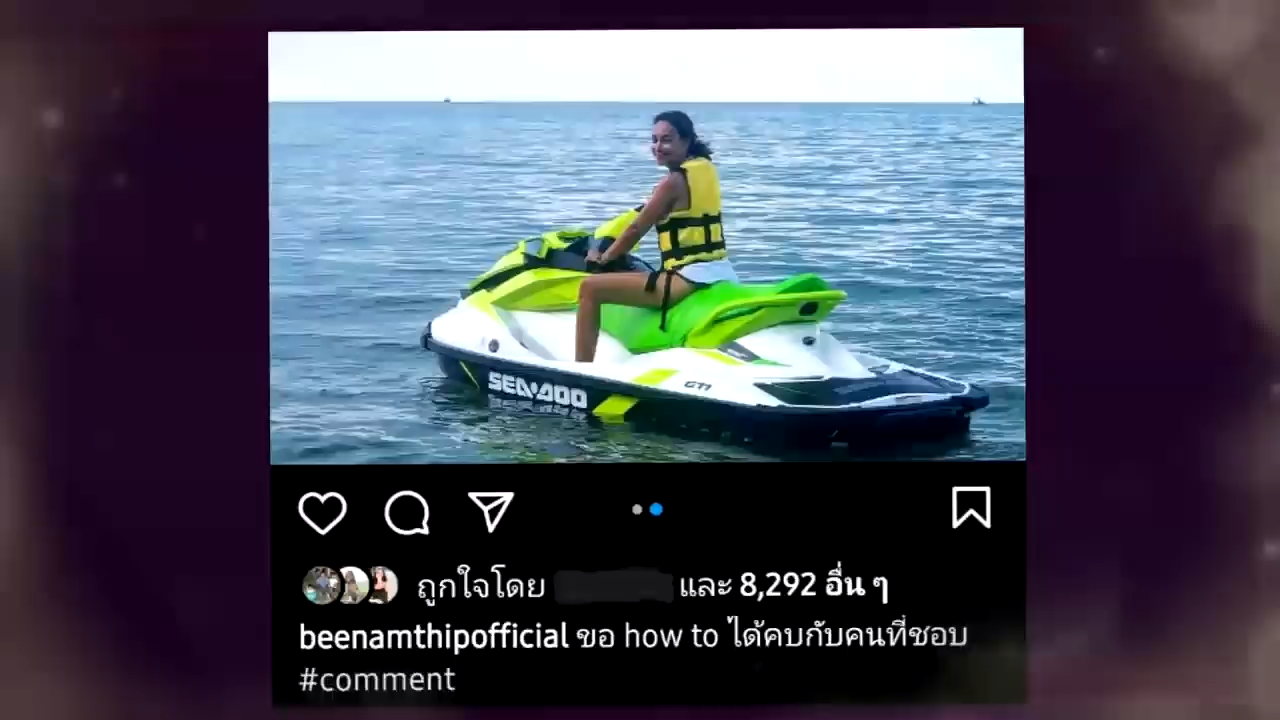 SEA-DOO
GTI
ถูกใจโดย และ 8,292 อื่น ๆ
beenamthipofficial ขอ how to ได้คบกับคนที่ชอบ
#comment